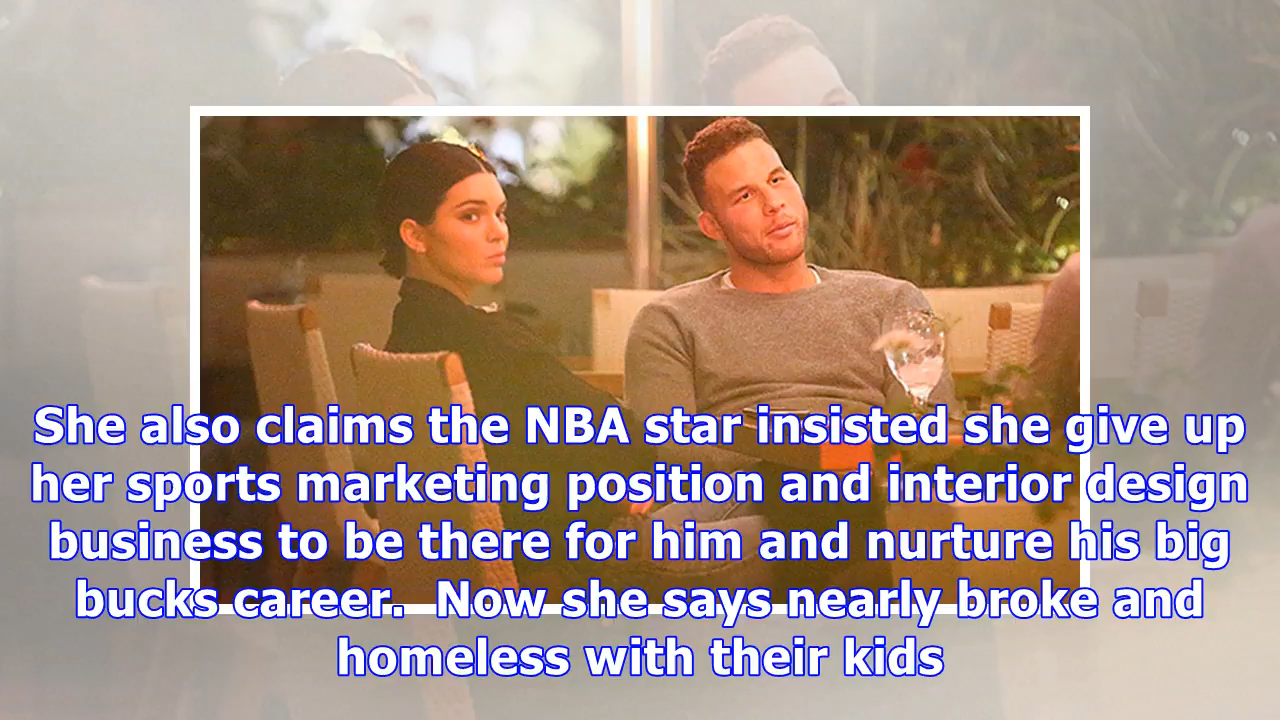 She also claims the NBA star insisted she give up
her sports marketing position and interior design
business to be there for him and nurture his big
bucks career.  Now she says nearly broke and
homeless with their kids